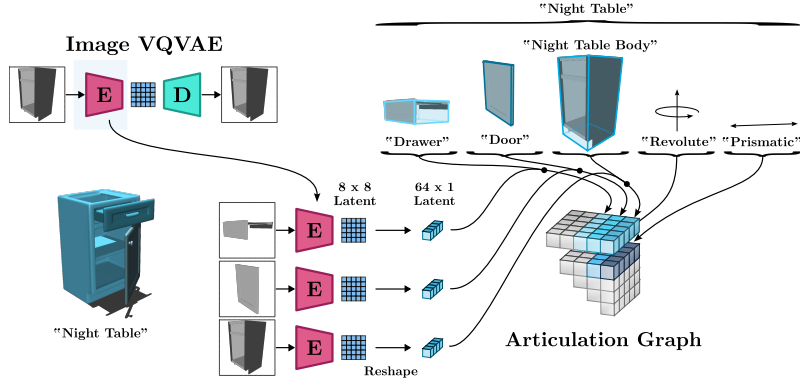 "Night Table"
Image VQVAE
"Night Table Body"
E
D
"Drawer"
"Door"
"Revolute"
"Prismatic"
8 x 8
Latent
64 x 1
Latent
E
E
"Night Table"
E
Articulation Graph
Reshape